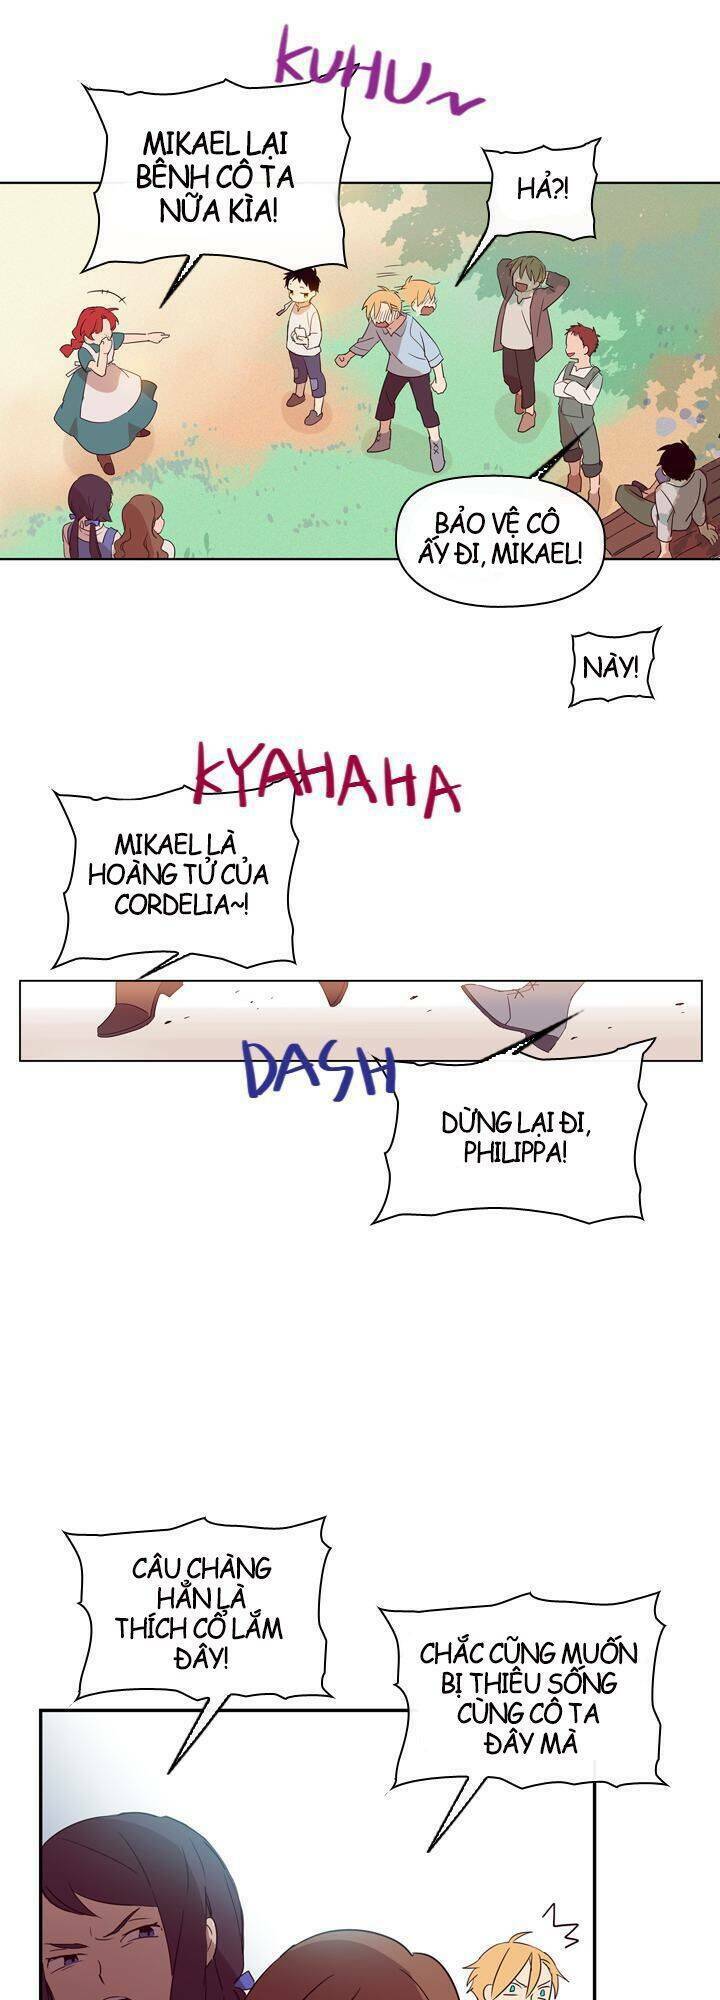 KUHU~
MIKAEL LẠI
BÊNH CÔ TA
NỮA KÌA!
HẢ?!
BẢO VỆ CÔ
ẤY ĐI, MIKAEL!
NÀY!
KYAHAHA
MIKAEL LÀ
HOÀNG TỬ CỦA
CORDELIA~!
DASH
DỪNG LẠI ĐI,
PHILIPPA!
CÂU CHÀNG
HẲN LÀ
THÍCH CỔ LẮM
ĐÂY!
CHẮC CŨNG MUỐN
BỊ THIÊU SỐNG
CÙNG CÔ TA
ĐÂY MÀ